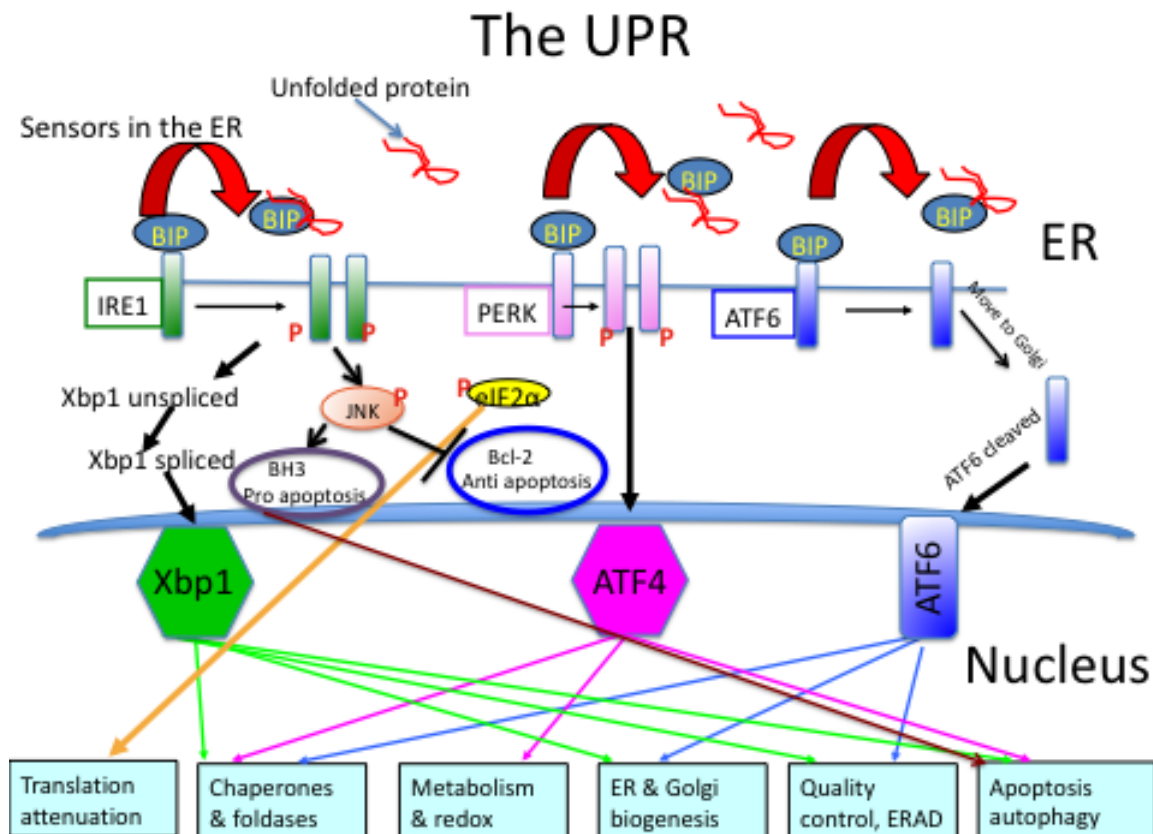 The UPR
Unfolded protein
Sensors in the ER
BIP
BIP
BIP
BIP
BIP
BIP
ER
IRE1
PERK
ATF6
P
P
P
P
Move to Golgi
Xbp1 unspliced
JNK
P
P
eIF2α
Xbp1 spliced
BH3
Pro apoptosis
Bcl-2
Anti apoptosis
ATF6 cleaved
Xbp1
ATF4
ATF6
Nucleus
Translation
attenuation
Chaperones
& foldases
Metabolism
& redox
ER & Golgi
biogenesis
Quality
control, ERAD
Apoptosis
autophagy